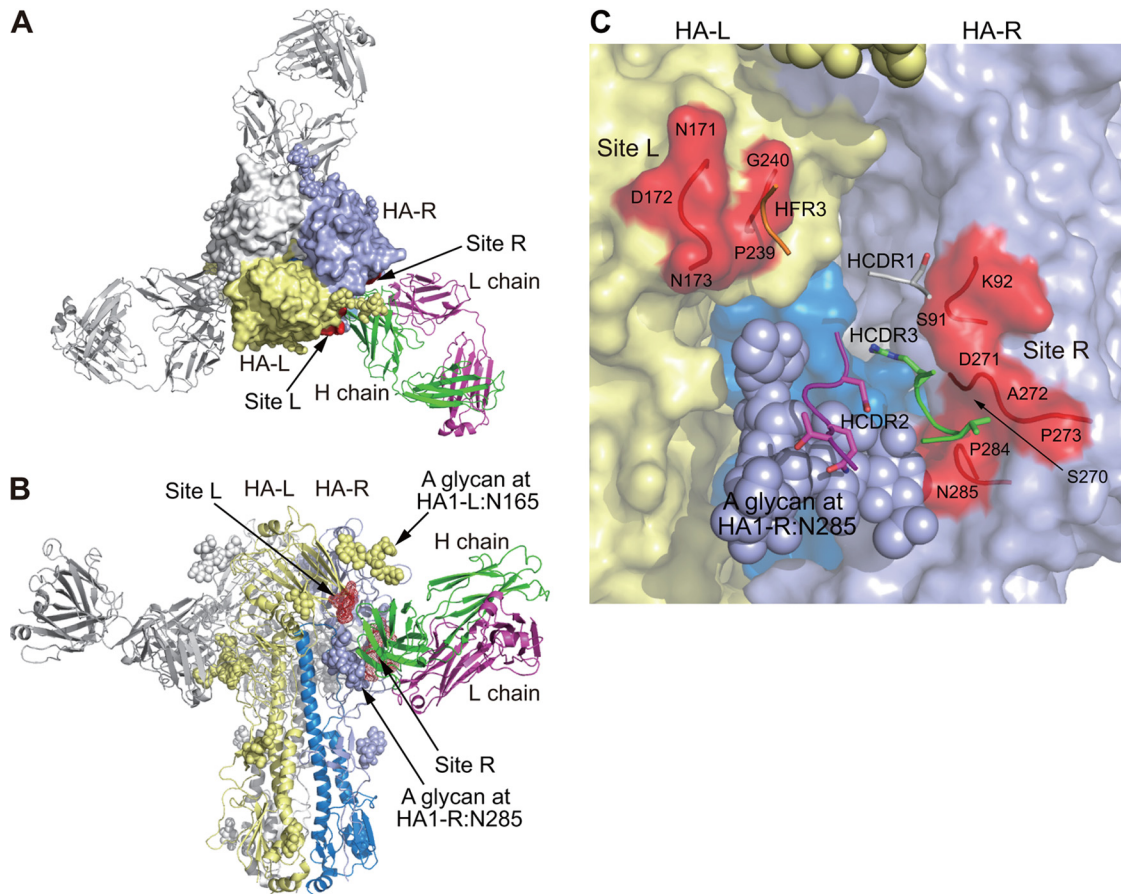 A
HA-R
Site R
L chain
HA-L
Site L
H chain
B
Site L
HA-L
HA-R
A glycan at
HA1-L:N165
H chain
L chain
Site R
A glycan at
HA1-R:N285
C
HA-L
HA-R
N171
Site L
G240
D172
HFR3
P239
N173
HCDR1
K92
S91
HCDR3
D271
Site R
A272
HCDR2
P284
P273
A glycan at
HA1-R:N285
N285
S270